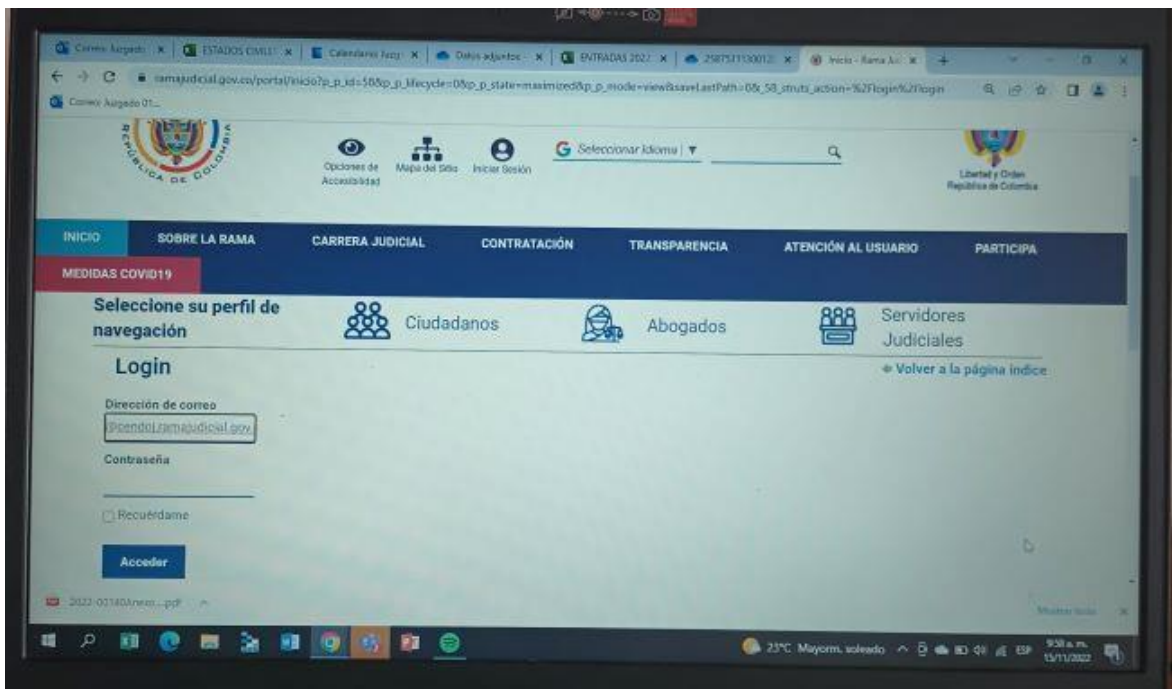 Correo Juzgado
ESTADOS CIVILES
Calendario Juzg
Datos adjuntos
ENTRADAS 2022
Inicio - Rama Ju
ramajudicial.gov.co/portal/inicio?p_p_id=58&p_p_lifecycle=0&p_p_state=maximized&p_p_mode=view&saveLastPath=0&_58_struts_action=%2Flogin%2Flogin
Correo Juzgado 01...
REPÚBLICA DE COLOMBIA
Opciones de
Accesibilidad
Mapa del Sitio
Iniciar Sesión
G Seleccionar idioma ▼
Libertad y Orden
República de Colombia
INICIO
SOBRE LA RAMA
CARRERA JUDICIAL
CONTRATACIÓN
TRANSPARENCIA
ATENCIÓN AL USUARIO
PARTICIPA
MEDIDAS COVID19
Seleccione su perfil de
navegación
Ciudadanos
Abogados
Servidores
Judiciales
Login
Volver a la página índice
Dirección de correo
@cendoj.ramajudicial.gov.
Contraseña
Recuérdame
Acceder
Mostrar todo
23°C Mayorm. soleado
ESP
9:58 a. m.
15/11/2022